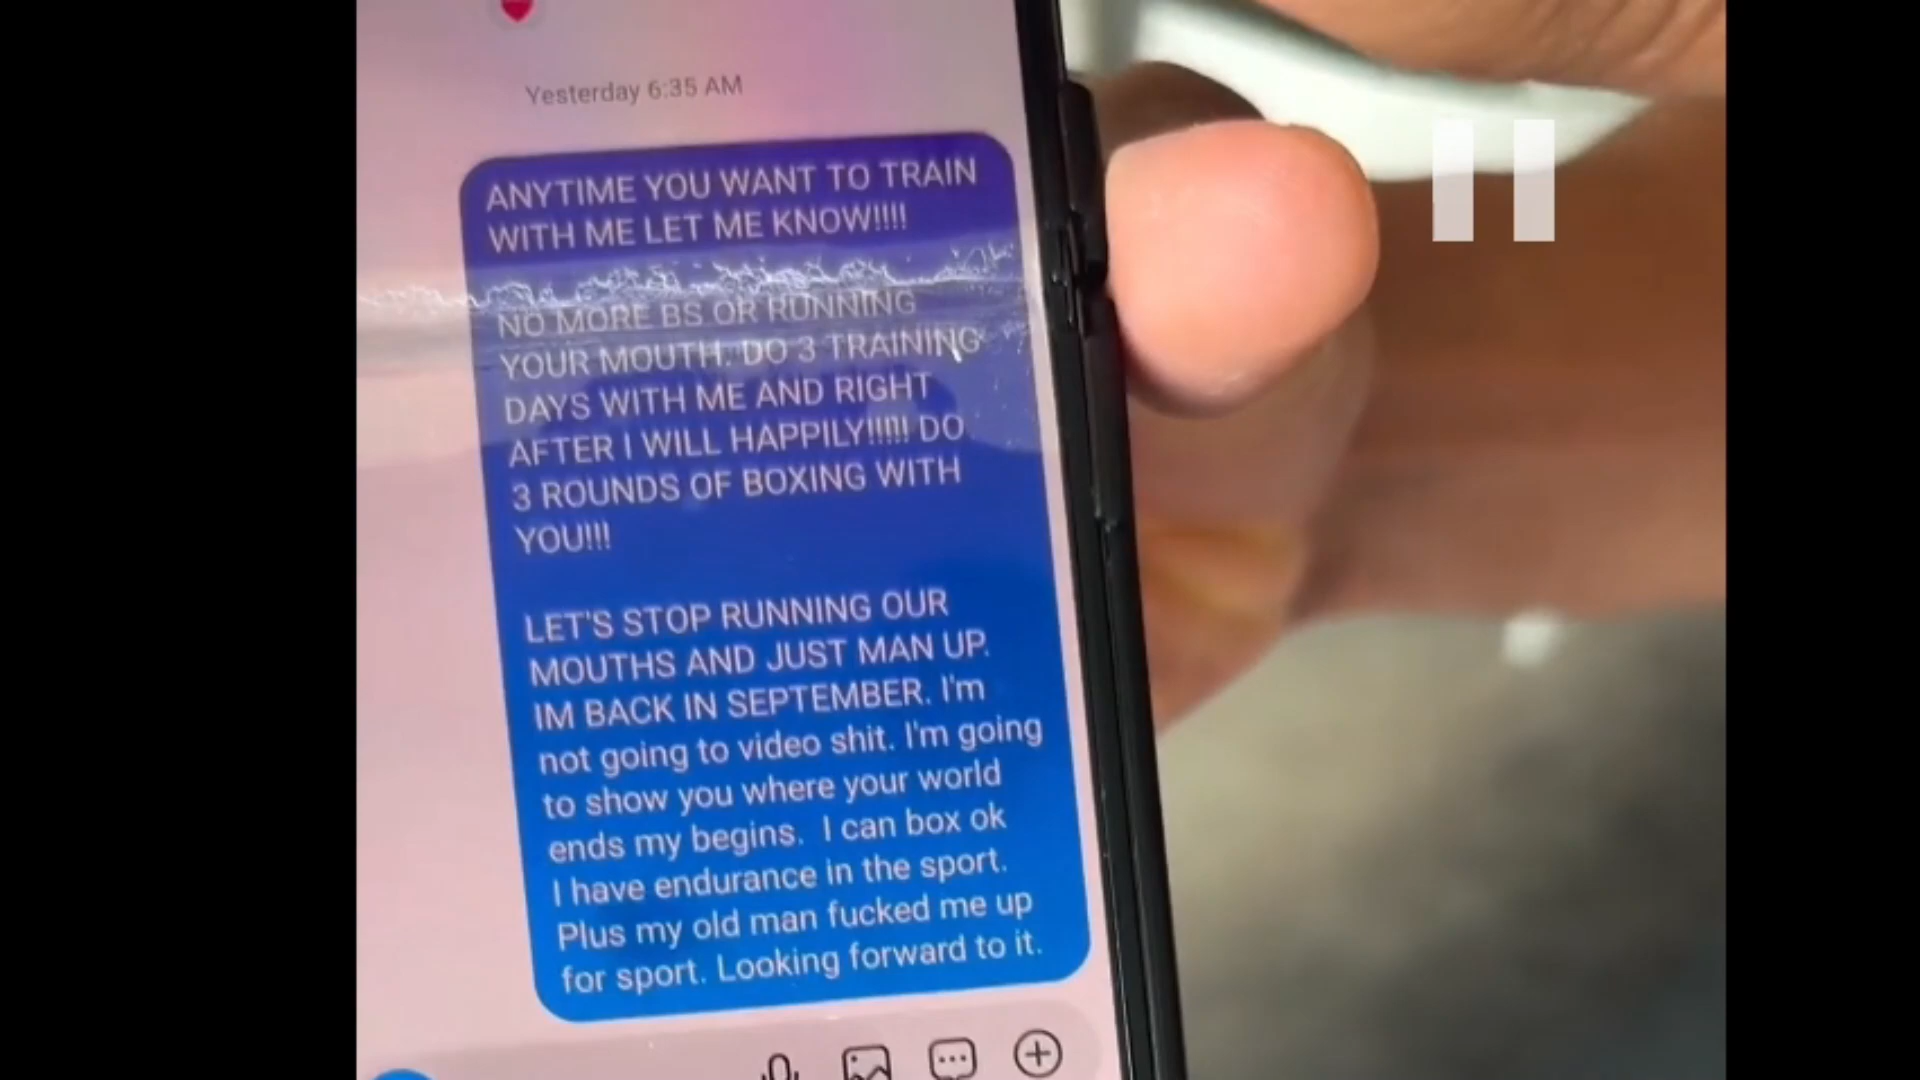 Yesterday 6:35 AM
ANYTIME YOU WANT TO TRAIN
WITH ME LET ME KNOW!!!!
NO MORE BS OR RUNNING
YOUR MOUTH. DO 3 TRAINING
DAYS WITH ME AND RIGHT
AFTER I WILL HAPPILY!!!!! DO
3 ROUNDS OF BOXING WITH
YOU!!!
LET'S STOP RUNNING OUR
MOUTHS AND JUST MAN UP.
IM BACK IN SEPTEMBER. I'm
not going to video shit. I'm going
to show you where your world
ends my begins.  I can box ok
I have endurance in the sport.
Plus my old man fucked me up
for sport. Looking forward to it.